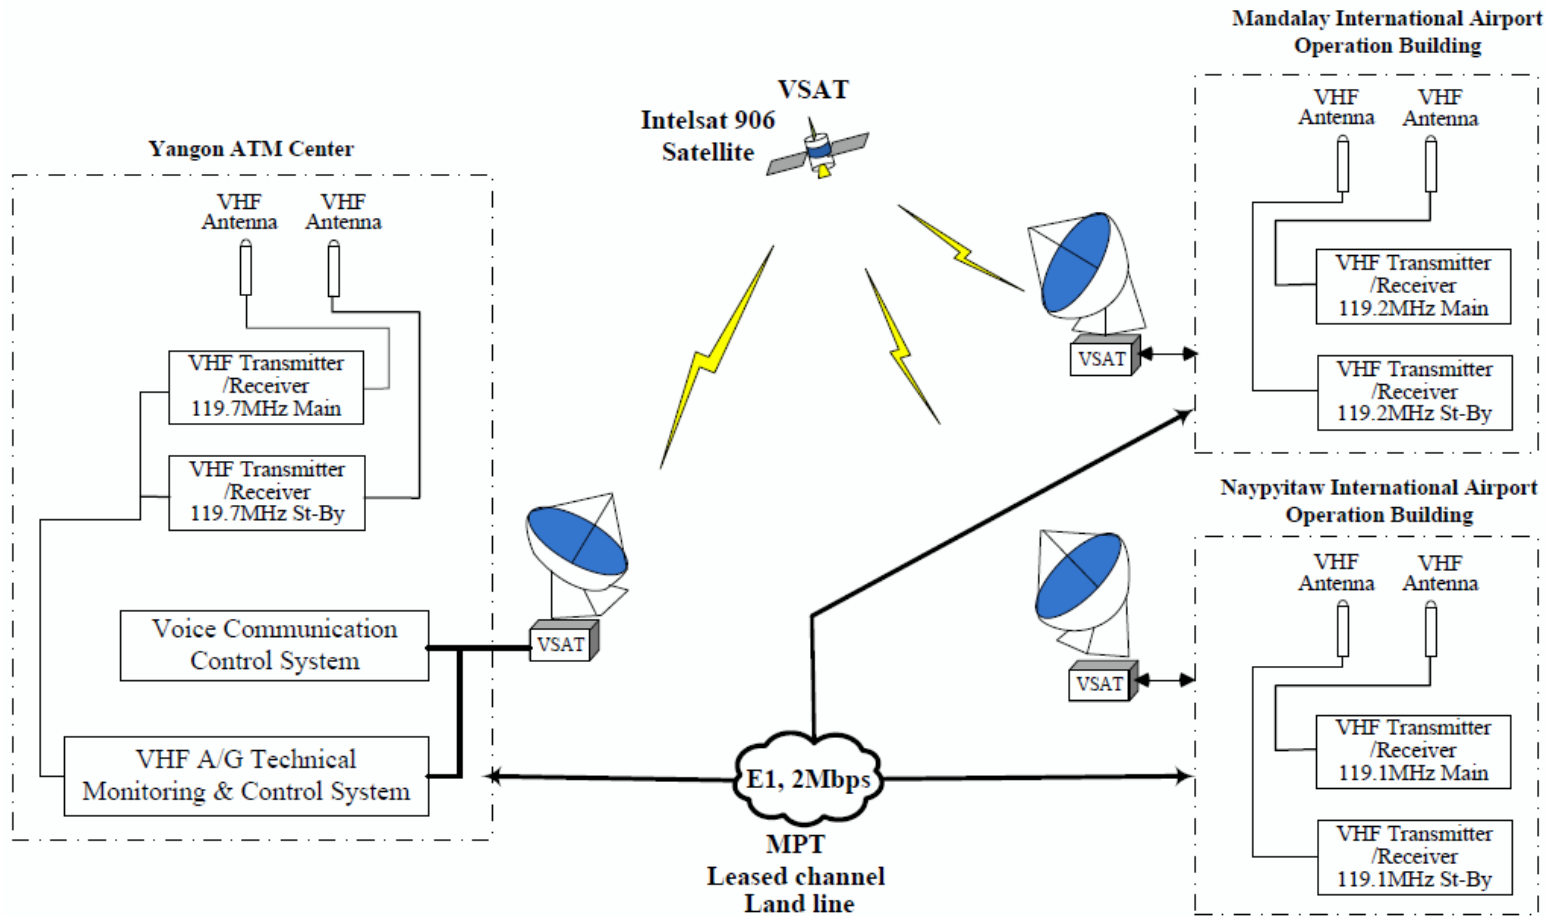 Mandalay International Airport
Operation Building
VHF
Antenna
VHF
Antenna
VHF Transmitter
/Receiver
119.2MHz Main
VHF Transmitter
/Receiver
119.2MHz St-By
VSAT
VSAT
Intelsat 906
Satellite
Yangon ATM Center
VHF
Antenna
VHF
Antenna
VHF Transmitter
/Receiver
119.7MHz Main
VHF Transmitter
/Receiver
119.7MHz St-By
Voice Communication
Control System
VSAT
VHF A/G Technical
Monitoring & Control System
E1, 2Mbps
MPT
Leased channel
Land line
Naypyitaw International Airport
Operation Building
VHF
Antenna
VHF
Antenna
VSAT
VHF Transmitter
/Receiver
119.1MHz Main
VHF Transmitter
/Receiver
119.1MHz St-By